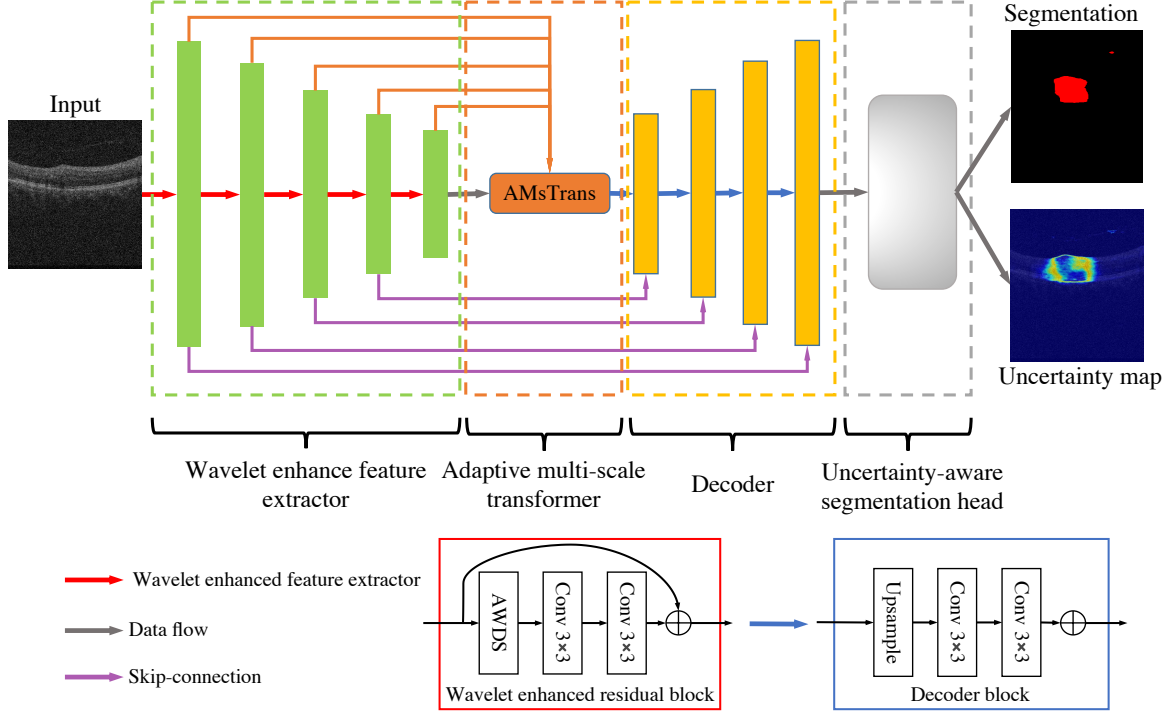 Segmentation
Input
AMsTrans
Uncertainty map
Wavelet enhance feature
extractor
Adaptive multi-scale
transformer
Decoder
Uncertainty-aware
segmentation head
Wavelet enhanced feature extractor
Data flow
Skip-connection
AWDS
Conv 3×3
Conv 3×3
Wavelet enhanced residual block
Upsample
Conv 3×3
Conv 3×3
Decoder block